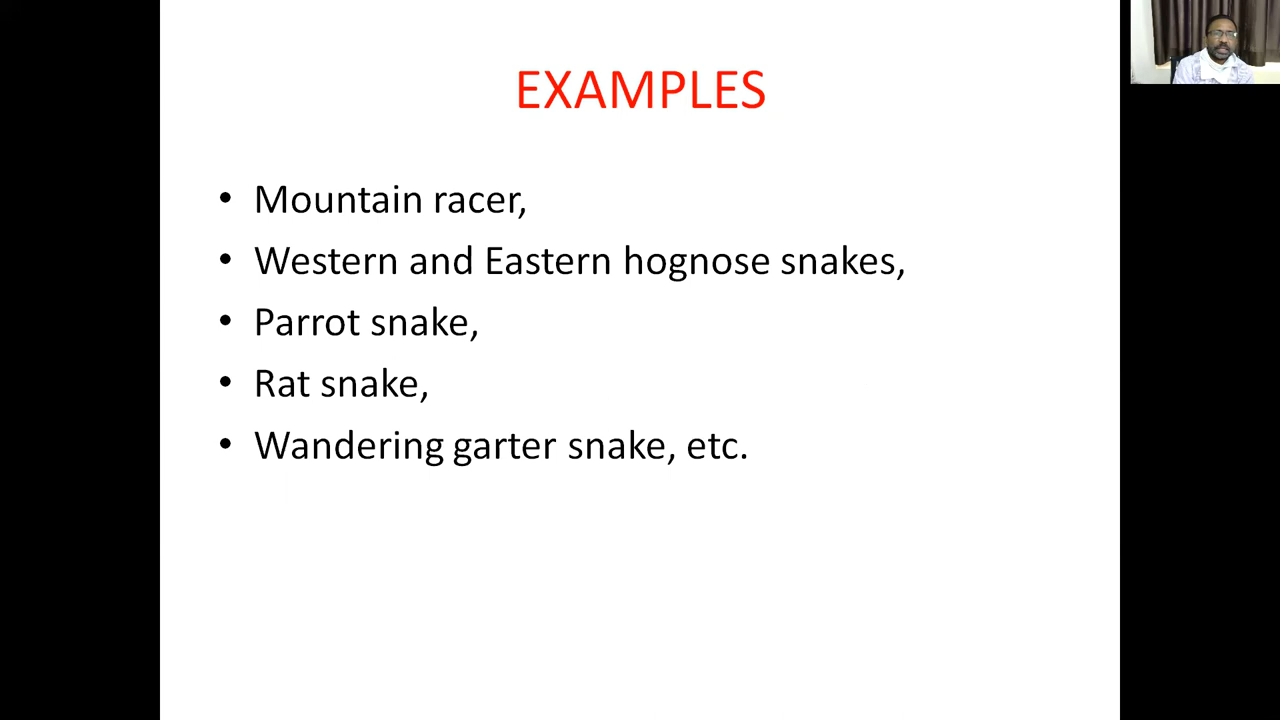 EXAMPLES
• Mountain racer,
• Western and Eastern hognose snakes,
• Parrot snake,
• Rat snake,
• Wandering garter snake, etc.